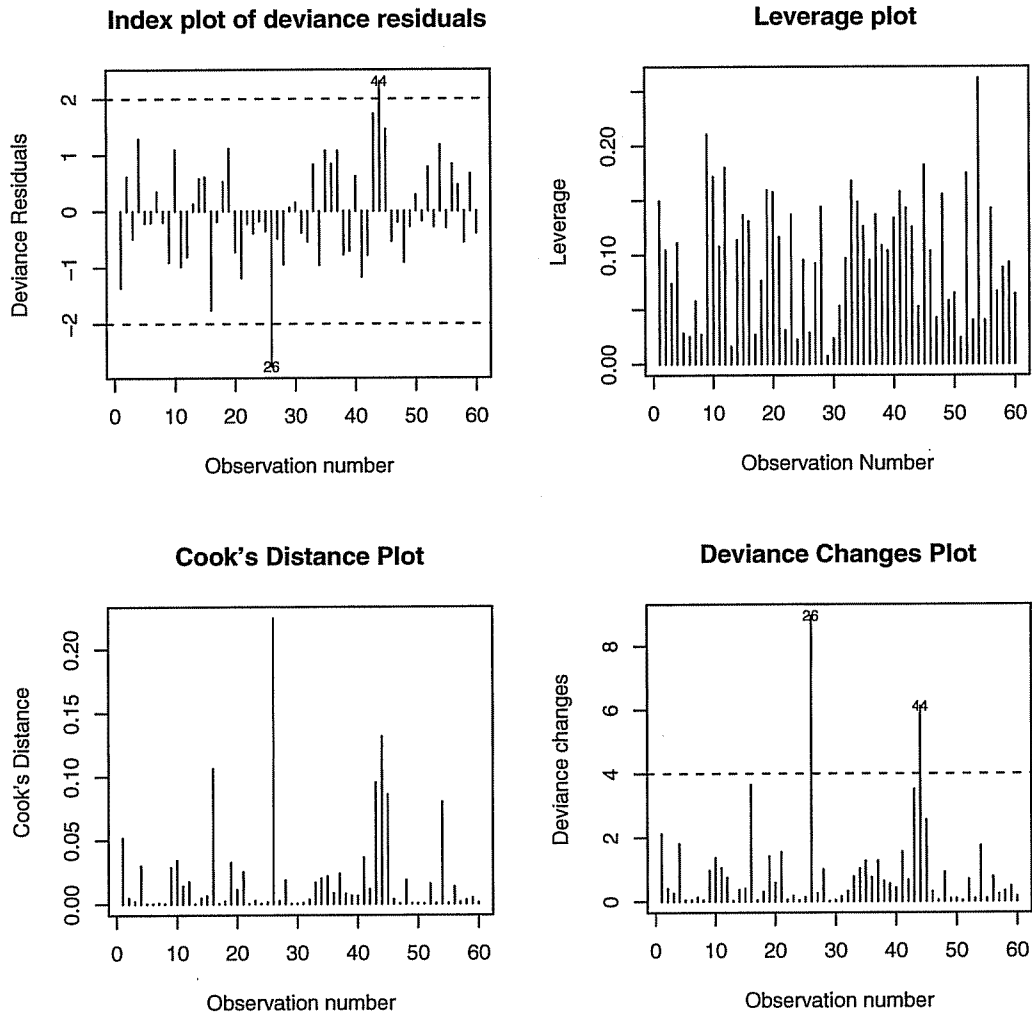 Index plot of deviance residuals
Deviance Residuals
2
1
0
−1
−2
44
26
0 10 20 30 40 50 60
Observation number
Leverage plot
Leverage
0.20
0.10
0.00
0 10 20 30 40 50 60
Observation Number
Cook's Distance Plot
Cook's Distance
0.20
0.15
0.10
0.05
0.00
0 10 20 30 40 50 60
Observation number
Deviance Changes Plot
Deviance changes
8
6
4
2
0
26
44
0 10 20 30 40 50 60
Observation number